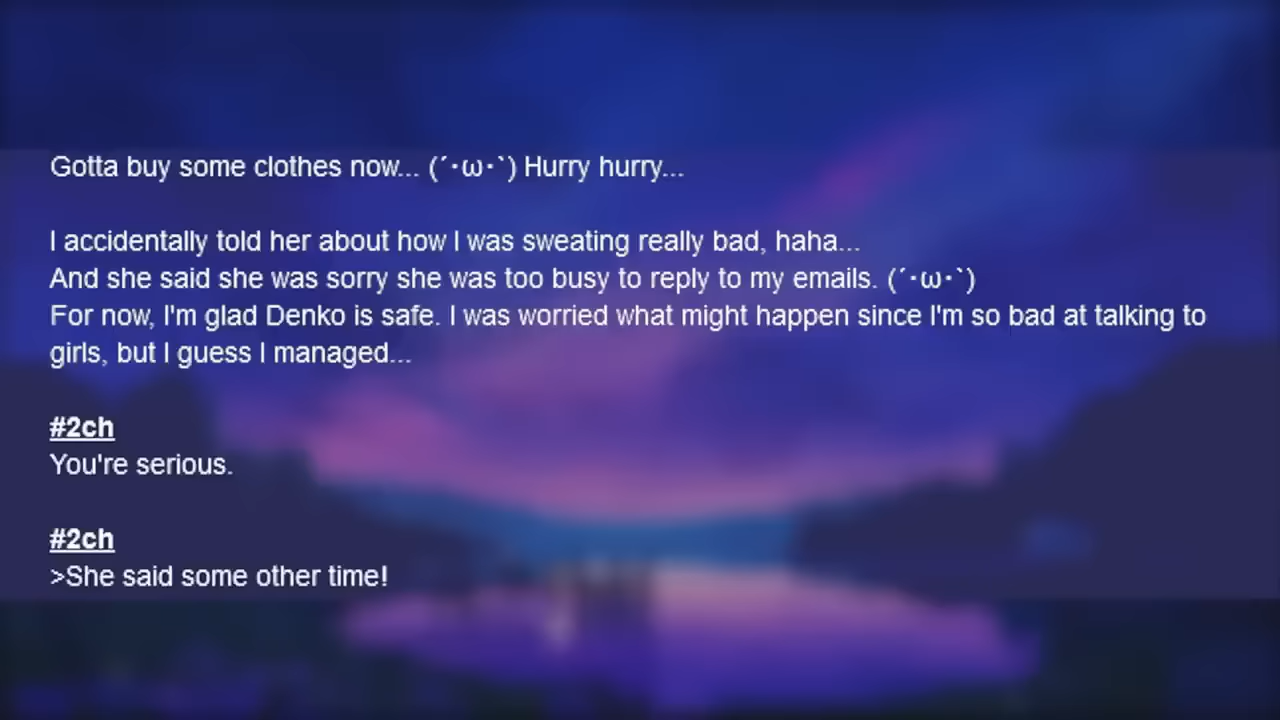 Gotta buy some clothes now... (´･ω･`) Hurry hurry...
I accidentally told her about how I was sweating really bad, haha...
And she said she was sorry she was too busy to reply to my emails. (´･ω･`)
For now, I'm glad Denko is safe. I was worried what might happen since I'm so bad at talking to
girls, but I guess I managed...
#2ch
You're serious.
#2ch
>She said some other time!